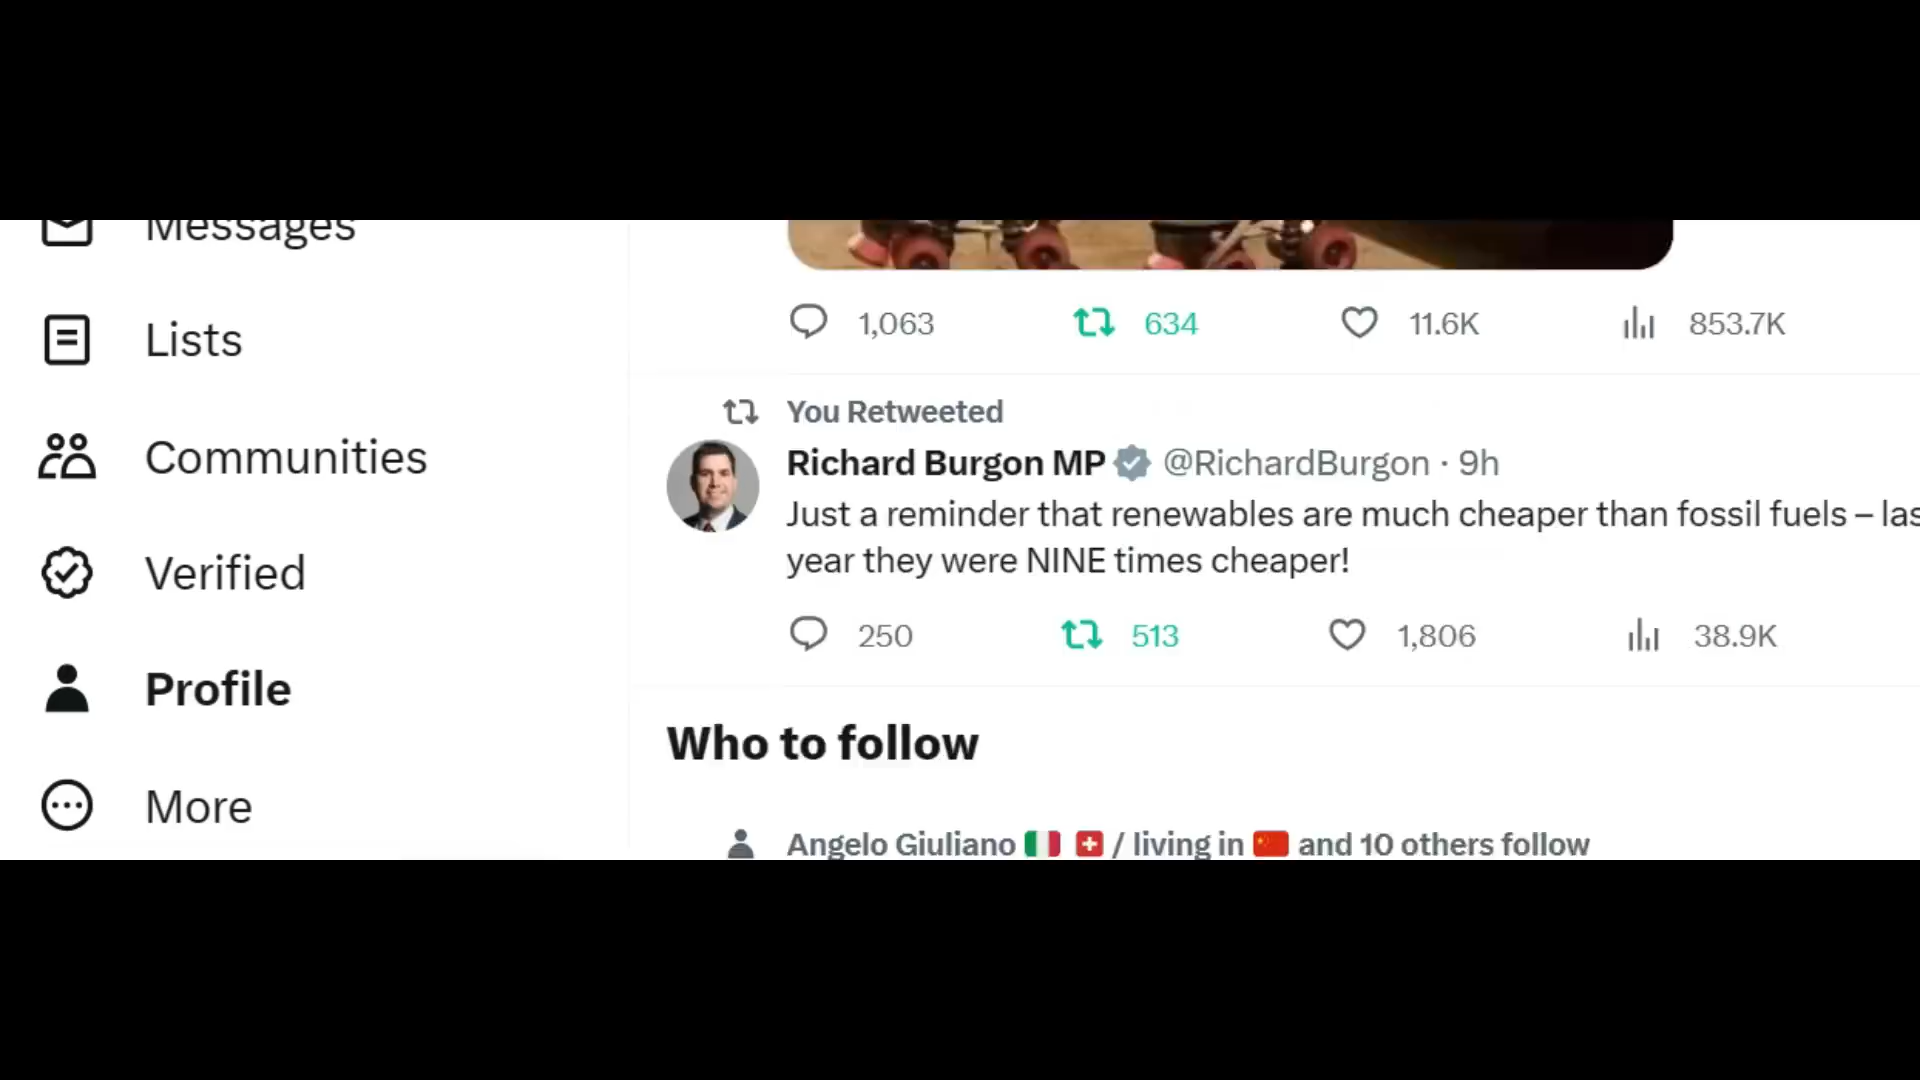 Messages
Lists
Communities
Verified
Profile
More
1,063 634 11.6K 853.7K
You Retweeted
Richard Burgon MP @RichardBurgon · 9h
Just a reminder that renewables are much cheaper than fossil fuels – las
year they were NINE times cheaper!
250 513 1,806 38.9K
Who to follow
Angelo Giuliano 🇮🇹 🇨🇭 / living in 🇨🇳 and 10 others follow